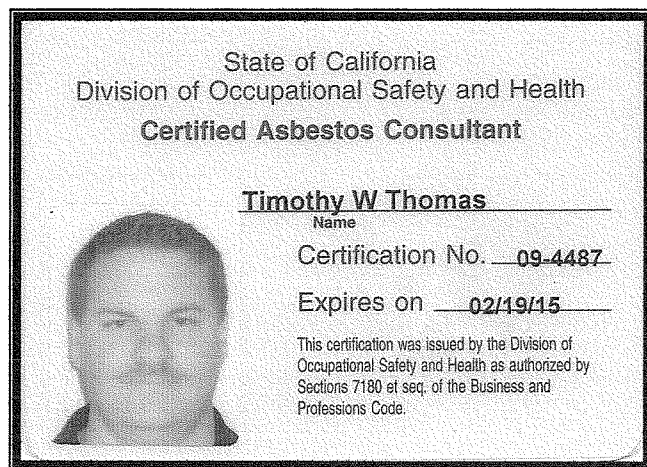 State of California
Division of Occupational Safety and Health
Certified Asbestos Consultant
Timothy W Thomas
Name
Certification No. 09-4487
Expires on 02/19/15
This certification was issued by the Division of
Occupational Safety and Health as authorized by
Sections 7180 et seq. of the Business and
Professions Code.